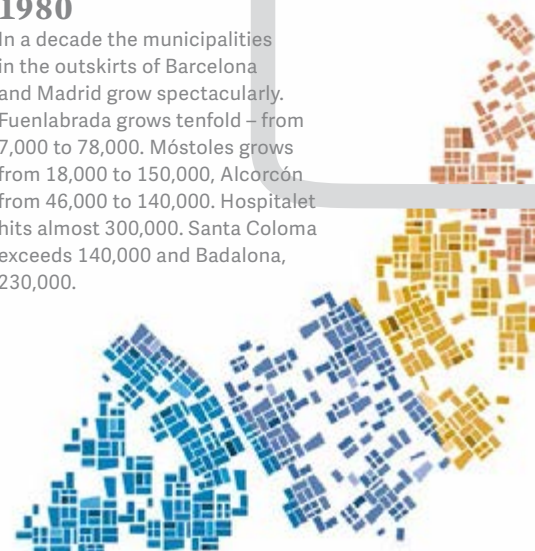 1980
In a decade the municipalities
in the outskirts of Barcelona
and Madrid grow spectacularly.
Fuenlabrada grows tenfold – from
7,000 to 78,000. Móstoles grows
from 18,000 to 150,000, Alcorcón
from 46,000 to 140,000. Hospitalet
hits almost 300,000. Santa Coloma
exceeds 140,000 and Badalona,
230,000.